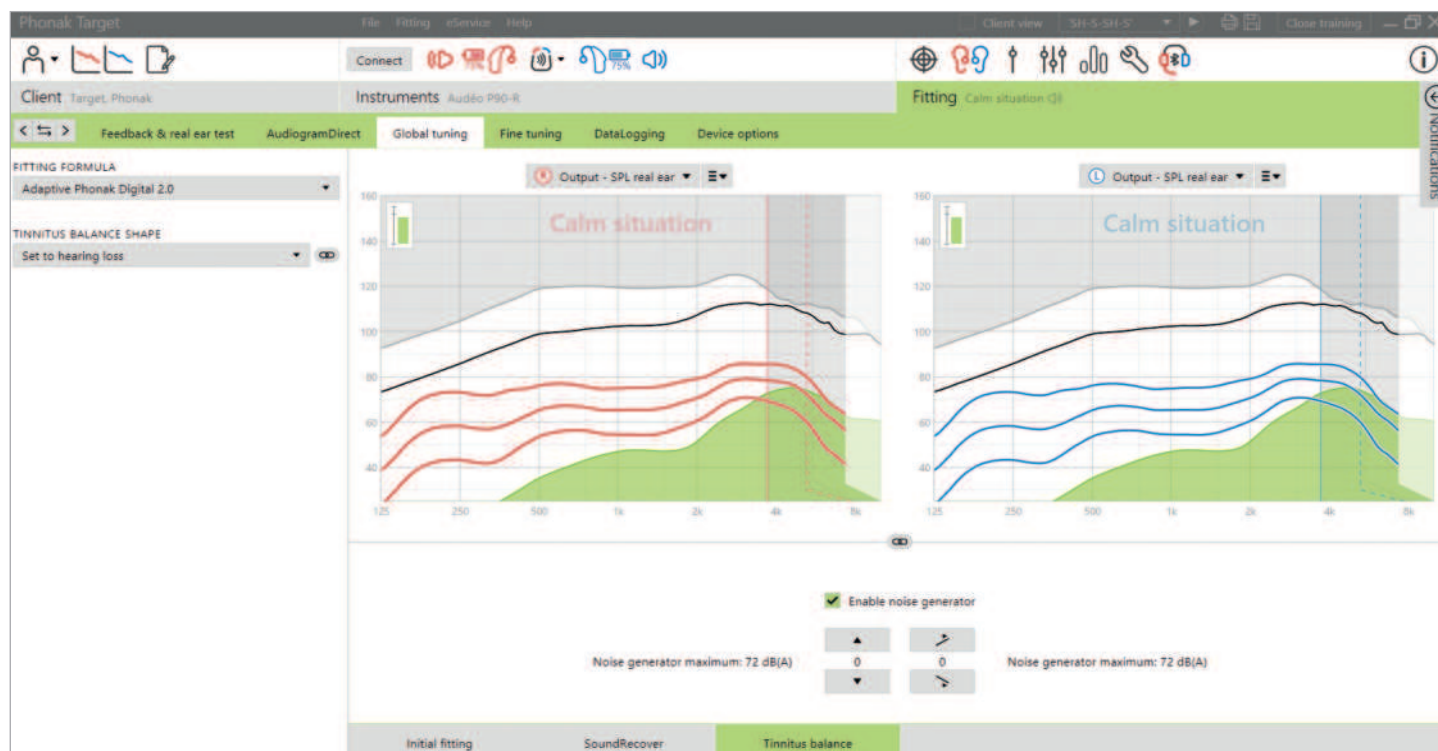 Phonak Target
File Fitting eService Help
Client view 'SH-S-SH-S'
Close training
Connect
75%
Client Target, Phonak
Instruments Audéo P90-R
Fitting Calm situation
Notifications
Feedback & real ear test
AudiogramDirect
Global tuning
Fine tuning
DataLogging
Device options
FITTING FORMULA
Adaptive Phonak Digital 2.0
TINNITUS BALANCE SHAPE
Set to hearing loss
R Output - SPL real ear
Calm situation
160
140
120
100
80
60
40
125 250 500 1k 2k 4k 8k
L Output - SPL real ear
Calm situation
160
140
120
100
80
60
40
125 250 500 1k 2k 4k 8k
Enable noise generator
Noise generator maximum: 72 dB(A)
0
0
Noise generator maximum: 72 dB(A)
Initial fitting
SoundRecover
Tinnitus balance